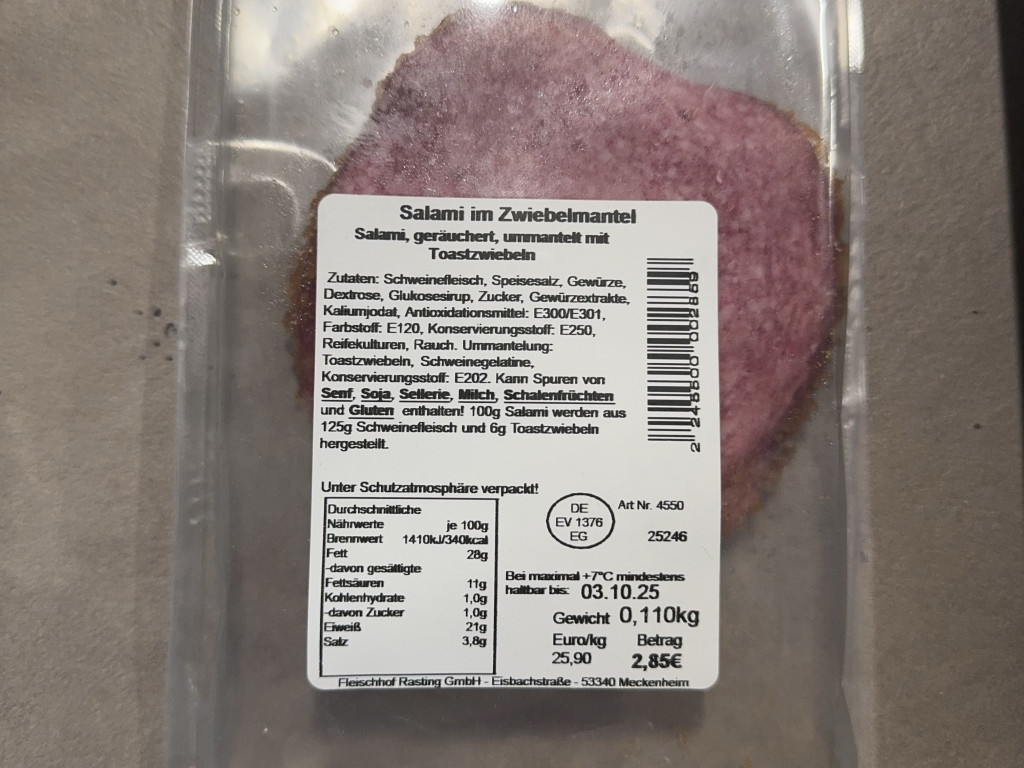 Salami im Zwiebelmantel
Salami, geräuchert, ummantelt mit
Toastzwiebeln
Zutaten: Schweinefleisch, Speisesalz, Gewürze,
Dextrose, Glukosesirup, Zucker, Gewürzextrakte,
Kaliumjodat, Antioxidationsmittel: E300/E301,
Farbstoff: E120, Konservierungsstoff: E250,
Reifekulturen, Rauch. Ummantelung:
Toastzwiebeln, Schweinegelatine,
Konservierungsstoff: E202. Kann Spuren von
Senf, Soja, Sellerie, Milch, Schalenfrüchten
und Gluten enthalten! 100g Salami werden aus
125g Schweinefleisch und 6g Toastzwiebeln
hergestellt.
2 245500 002859
Unter Schutzatmosphäre verpackt!
Durchschnittliche
Nährwerte je 100g
Brennwert 1410kJ/340kcal
Fett 28g
-davon gesättigte
Fettsäuren 11g
Kohlenhydrate 1,0g
-davon Zucker 1,0g
Eiweiß 21g
Salz 3,8g
DE
EV 1376
EG
Art Nr. 4550
25246
Bei maximal +7°C mindestens
haltbar bis: 03.10.25
Gewicht 0,110kg
Euro/kg Betrag
25,90 2,85€
Fleischhof Rasting GmbH - Eisbachstraße - 53340 Meckenheim